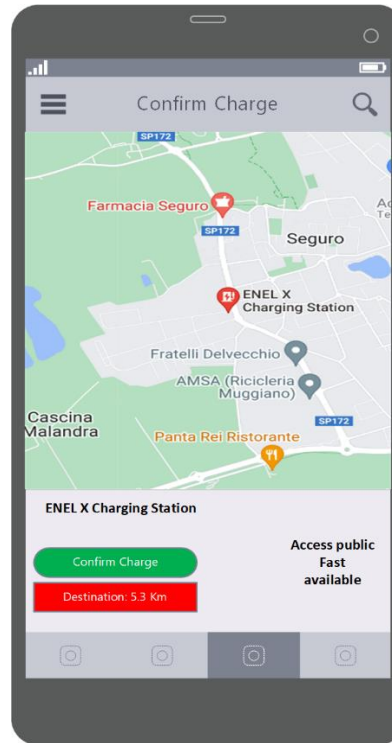 Confirm Charge
SP172
Farmacia Seguro
SP172
Seguro
ENEL X
Charging Station
Fratelli Delvecchio
AMSA (Ricicleria
Muggiano)
Cascina
Malandra
SP172
Panta Rei Ristorante
ENEL X Charging Station
Access public
Fast
available
Confirm Charge
Destination: 5.3 Km